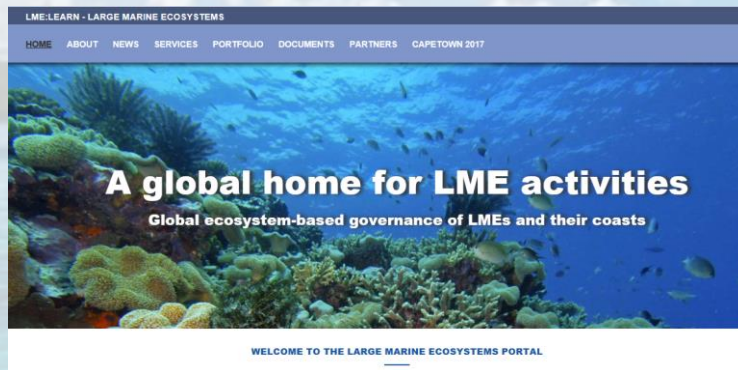 LME:LEARN - LARGE MARINE ECOSYSTEMS
HOME ABOUT NEWS SERVICES PORTFOLIO DOCUMENTS PARTNERS CAPETOWN 2017
A global home for LME activities
Global ecosystem-based governance of LMEs and their coasts
WELCOME TO THE LARGE MARINE ECOSYSTEMS PORTAL